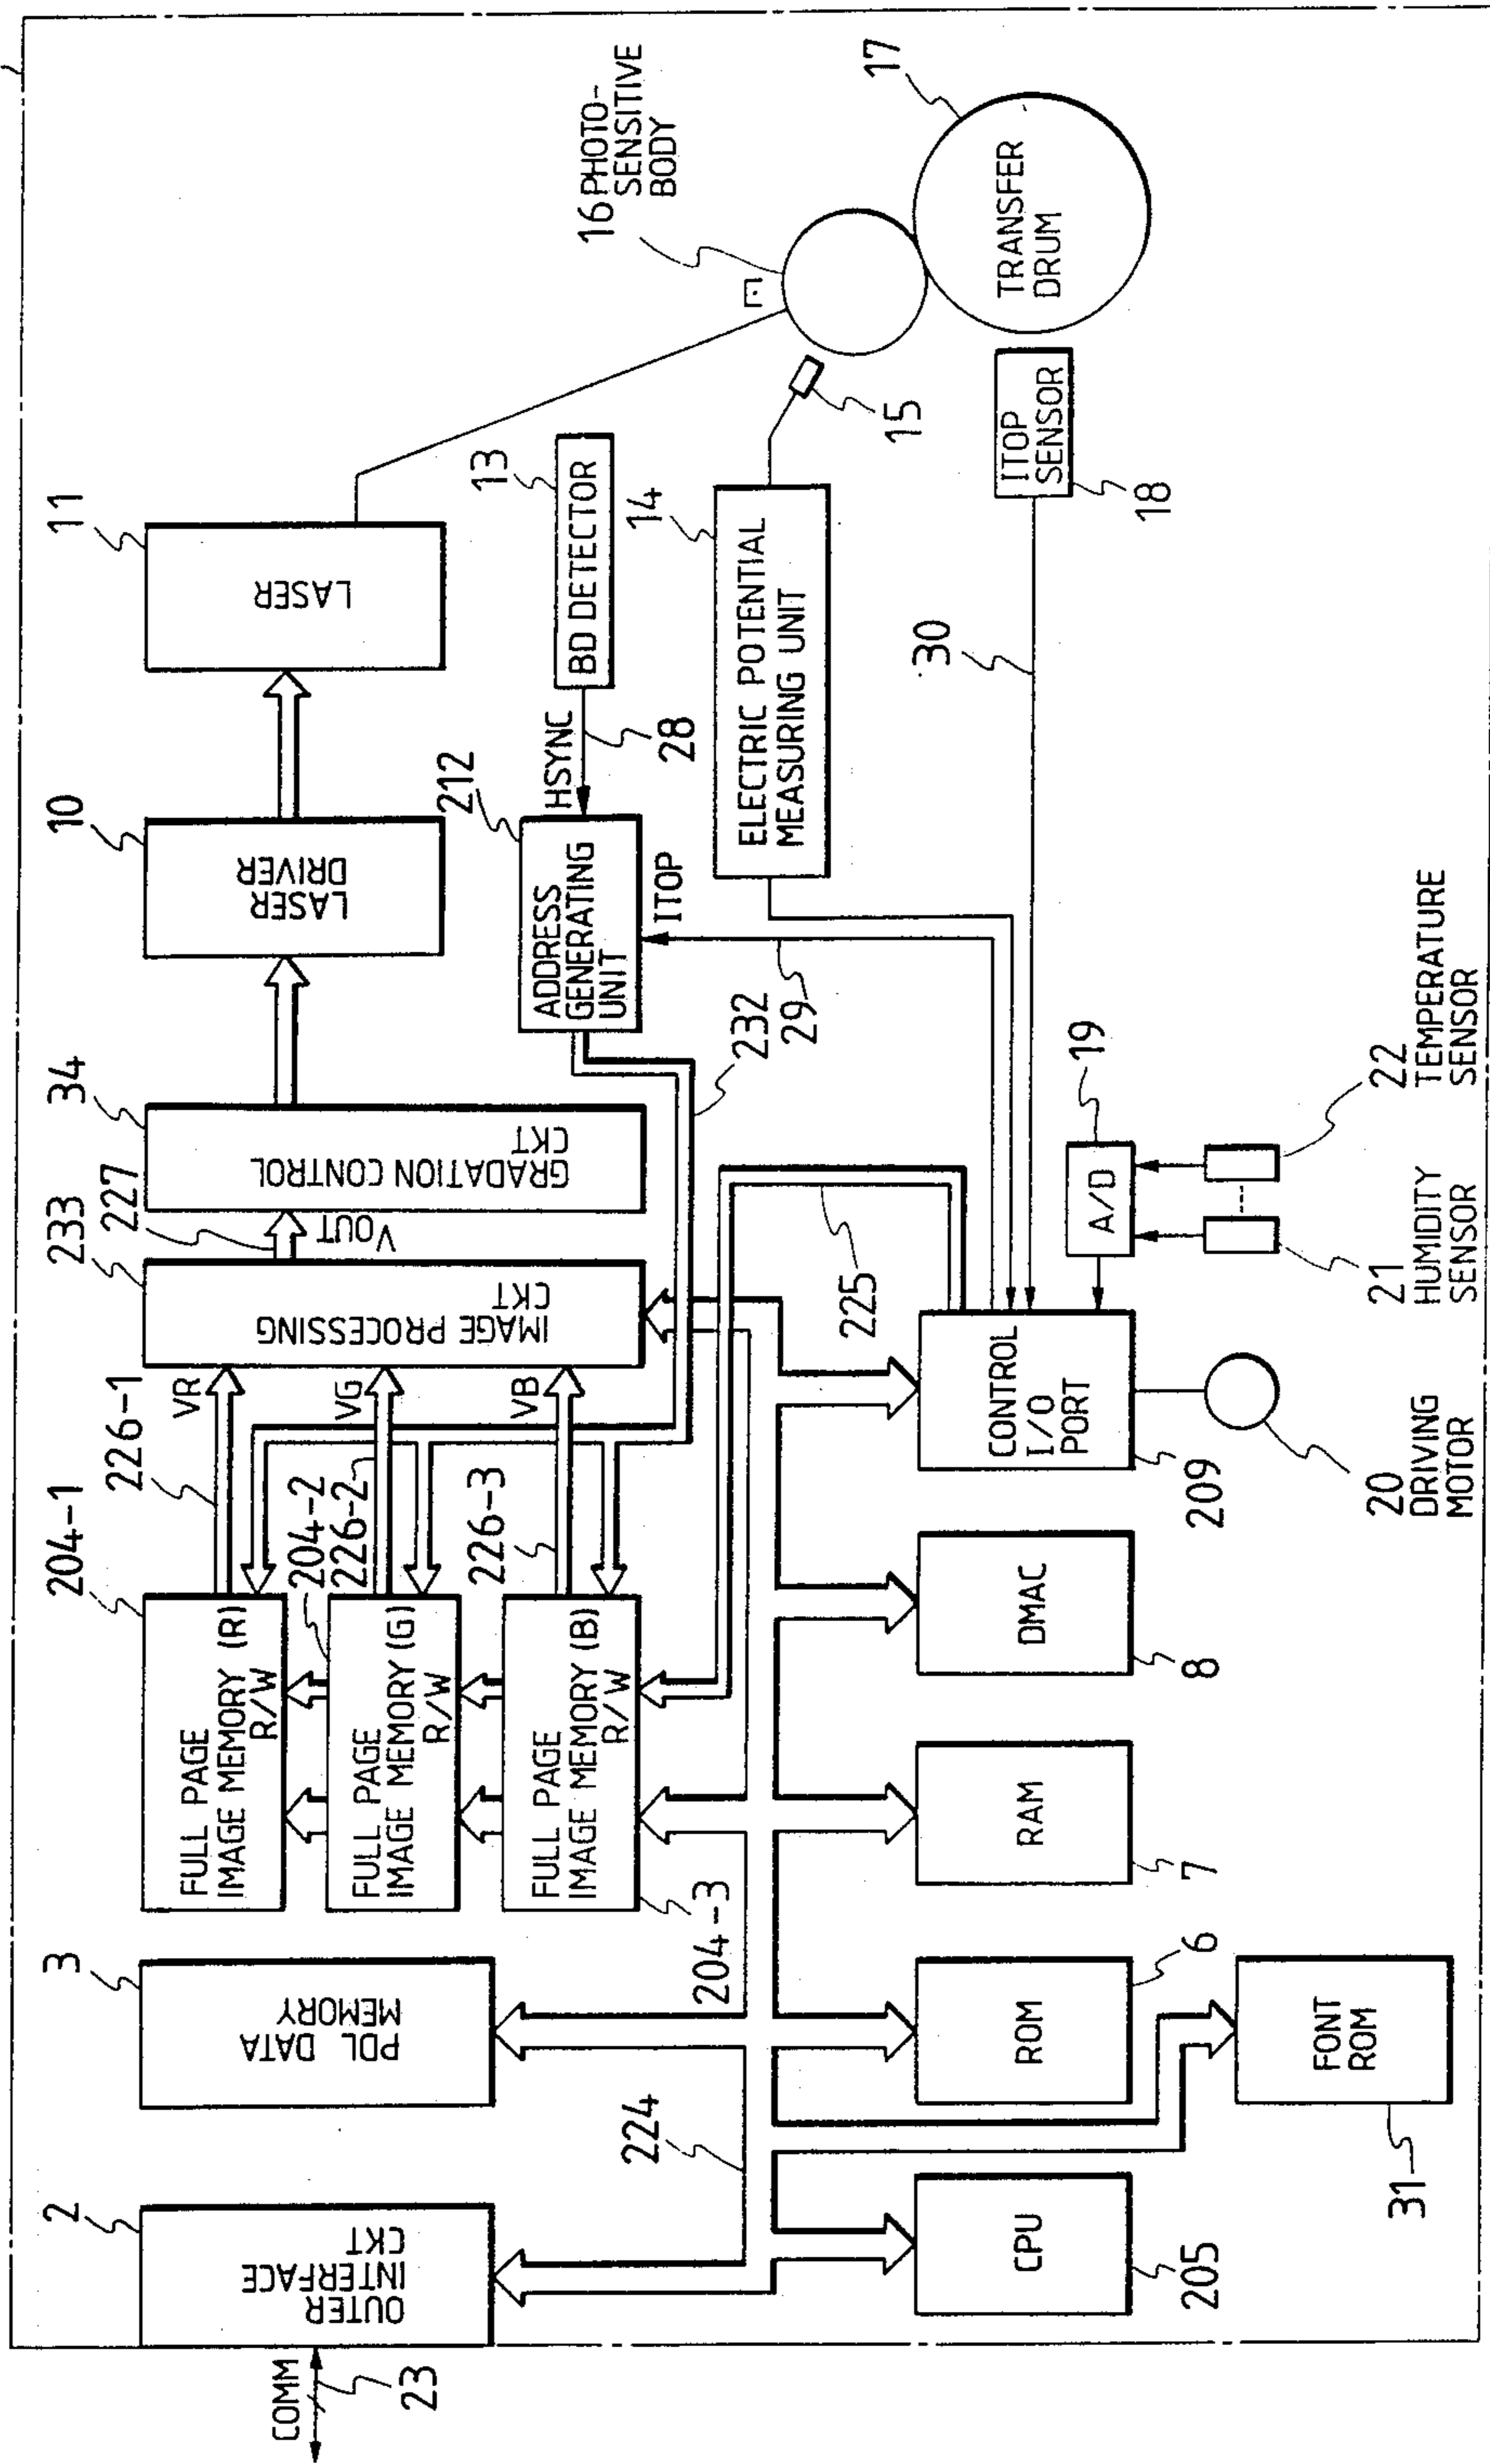 COMM
23
2
OUTER
INTERFACE
CKT
3
PDL DATA
MEMORY
204-1
FULL PAGE
IMAGE MEMORY (R)
R/W
226-1
VR
204-2
226-2
FULL PAGE
IMAGE MEMORY (G)
R/W
VG
226-3
FULL PAGE
IMAGE MEMORY (B)
R/W
VB
204-3
233
IMAGE PROCESSING
CKT
227
VOUT
34
GRADATION CONTROL
CKT
10
LASER
DRIVER
11
LASER
212
ADDRESS
GENERATING
UNIT
HSYNC
28
13
BD DETECTOR
ITOP
232
29
14
ELECTRIC POTENTIAL
MEASURING UNIT
15
16 PHOTO-
SENSITIVE
BODY
E
17
TRANSFER
DRUM
ITOP
SENSOR
18
30
224
225
205
CPU
6
ROM
7
RAM
8
DMAC
209
CONTROL
I/O
PORT
19
A/D
31
FONT
ROM
20
DRIVING
MOTOR
21
HUMIDITY
SENSOR
22
TEMPERATURE
SENSOR